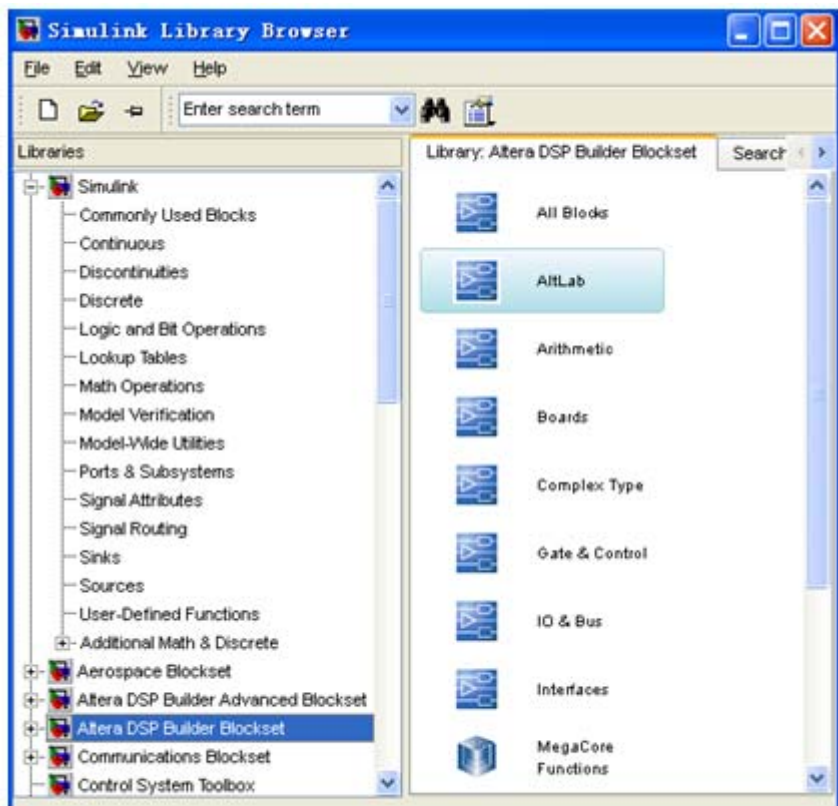 Simulink Library Browser
File Edit View Help
Enter search term
Libraries
Simulink
Commonly Used Blocks
Continuous
Discontinuities
Discrete
Logic and Bit Operations
Lookup Tables
Math Operations
Model Verification
Model-Wide Utilities
Ports & Subsystems
Signal Attributes
Signal Routing
Sinks
Sources
User-Defined Functions
Additional Math & Discrete
Aerospace Blockset
Altera DSP Builder Advanced Blockset
Altera DSP Builder Blockset
Communications Blockset
Control System Toolbox
Library: Altera DSP Builder Blockset Search
All Blocks
AltLab
Arithmetic
Boards
Complex Type
Gate & Control
IO & Bus
Interfaces
MegaCore
Functions